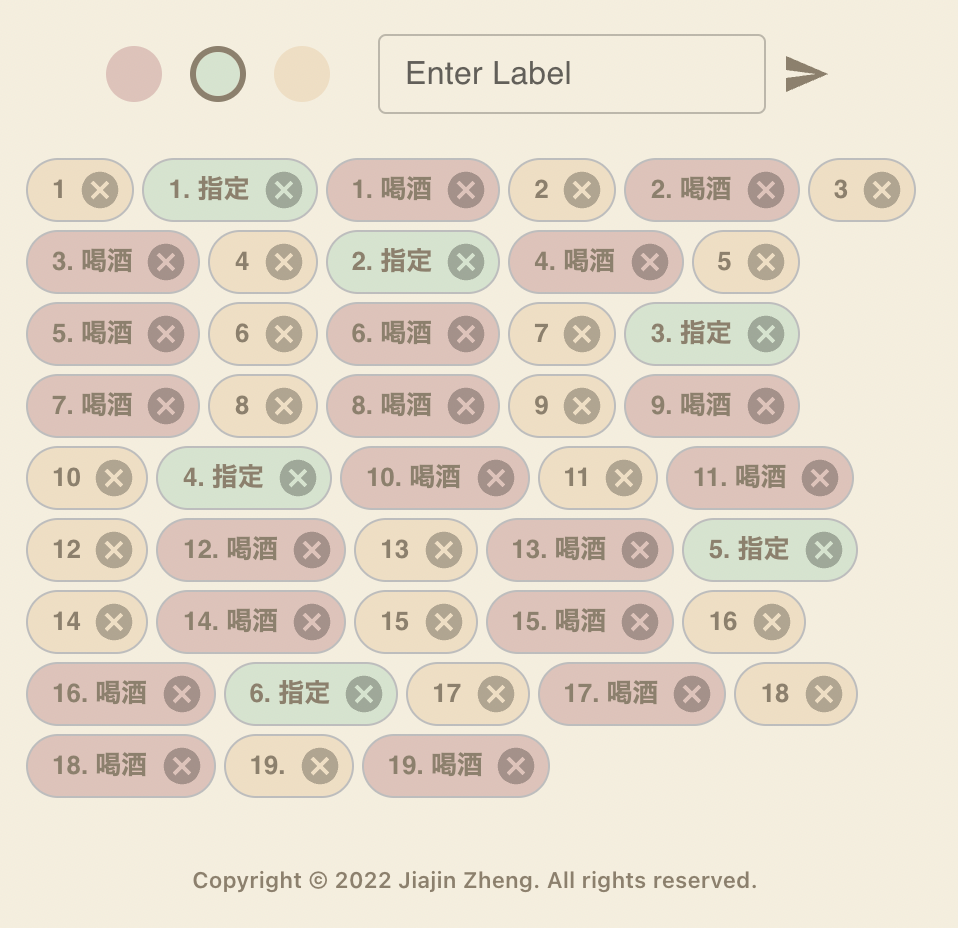 Enter Label
1 1. 指定 1. 喝酒 2 2. 喝酒 3
3. 喝酒 4 2. 指定 4. 喝酒 5
5. 喝酒 6 6. 喝酒 7 3. 指定
7. 喝酒 8 8. 喝酒 9 9. 喝酒
10 4. 指定 10. 喝酒 11 11. 喝酒
12 12. 喝酒 13 13. 喝酒 5. 指定
14 14. 喝酒 15 15. 喝酒 16
16. 喝酒 6. 指定 17 17. 喝酒 18
18. 喝酒 19. 19. 喝酒
Copyright © 2022 Jiajin Zheng. All rights reserved.